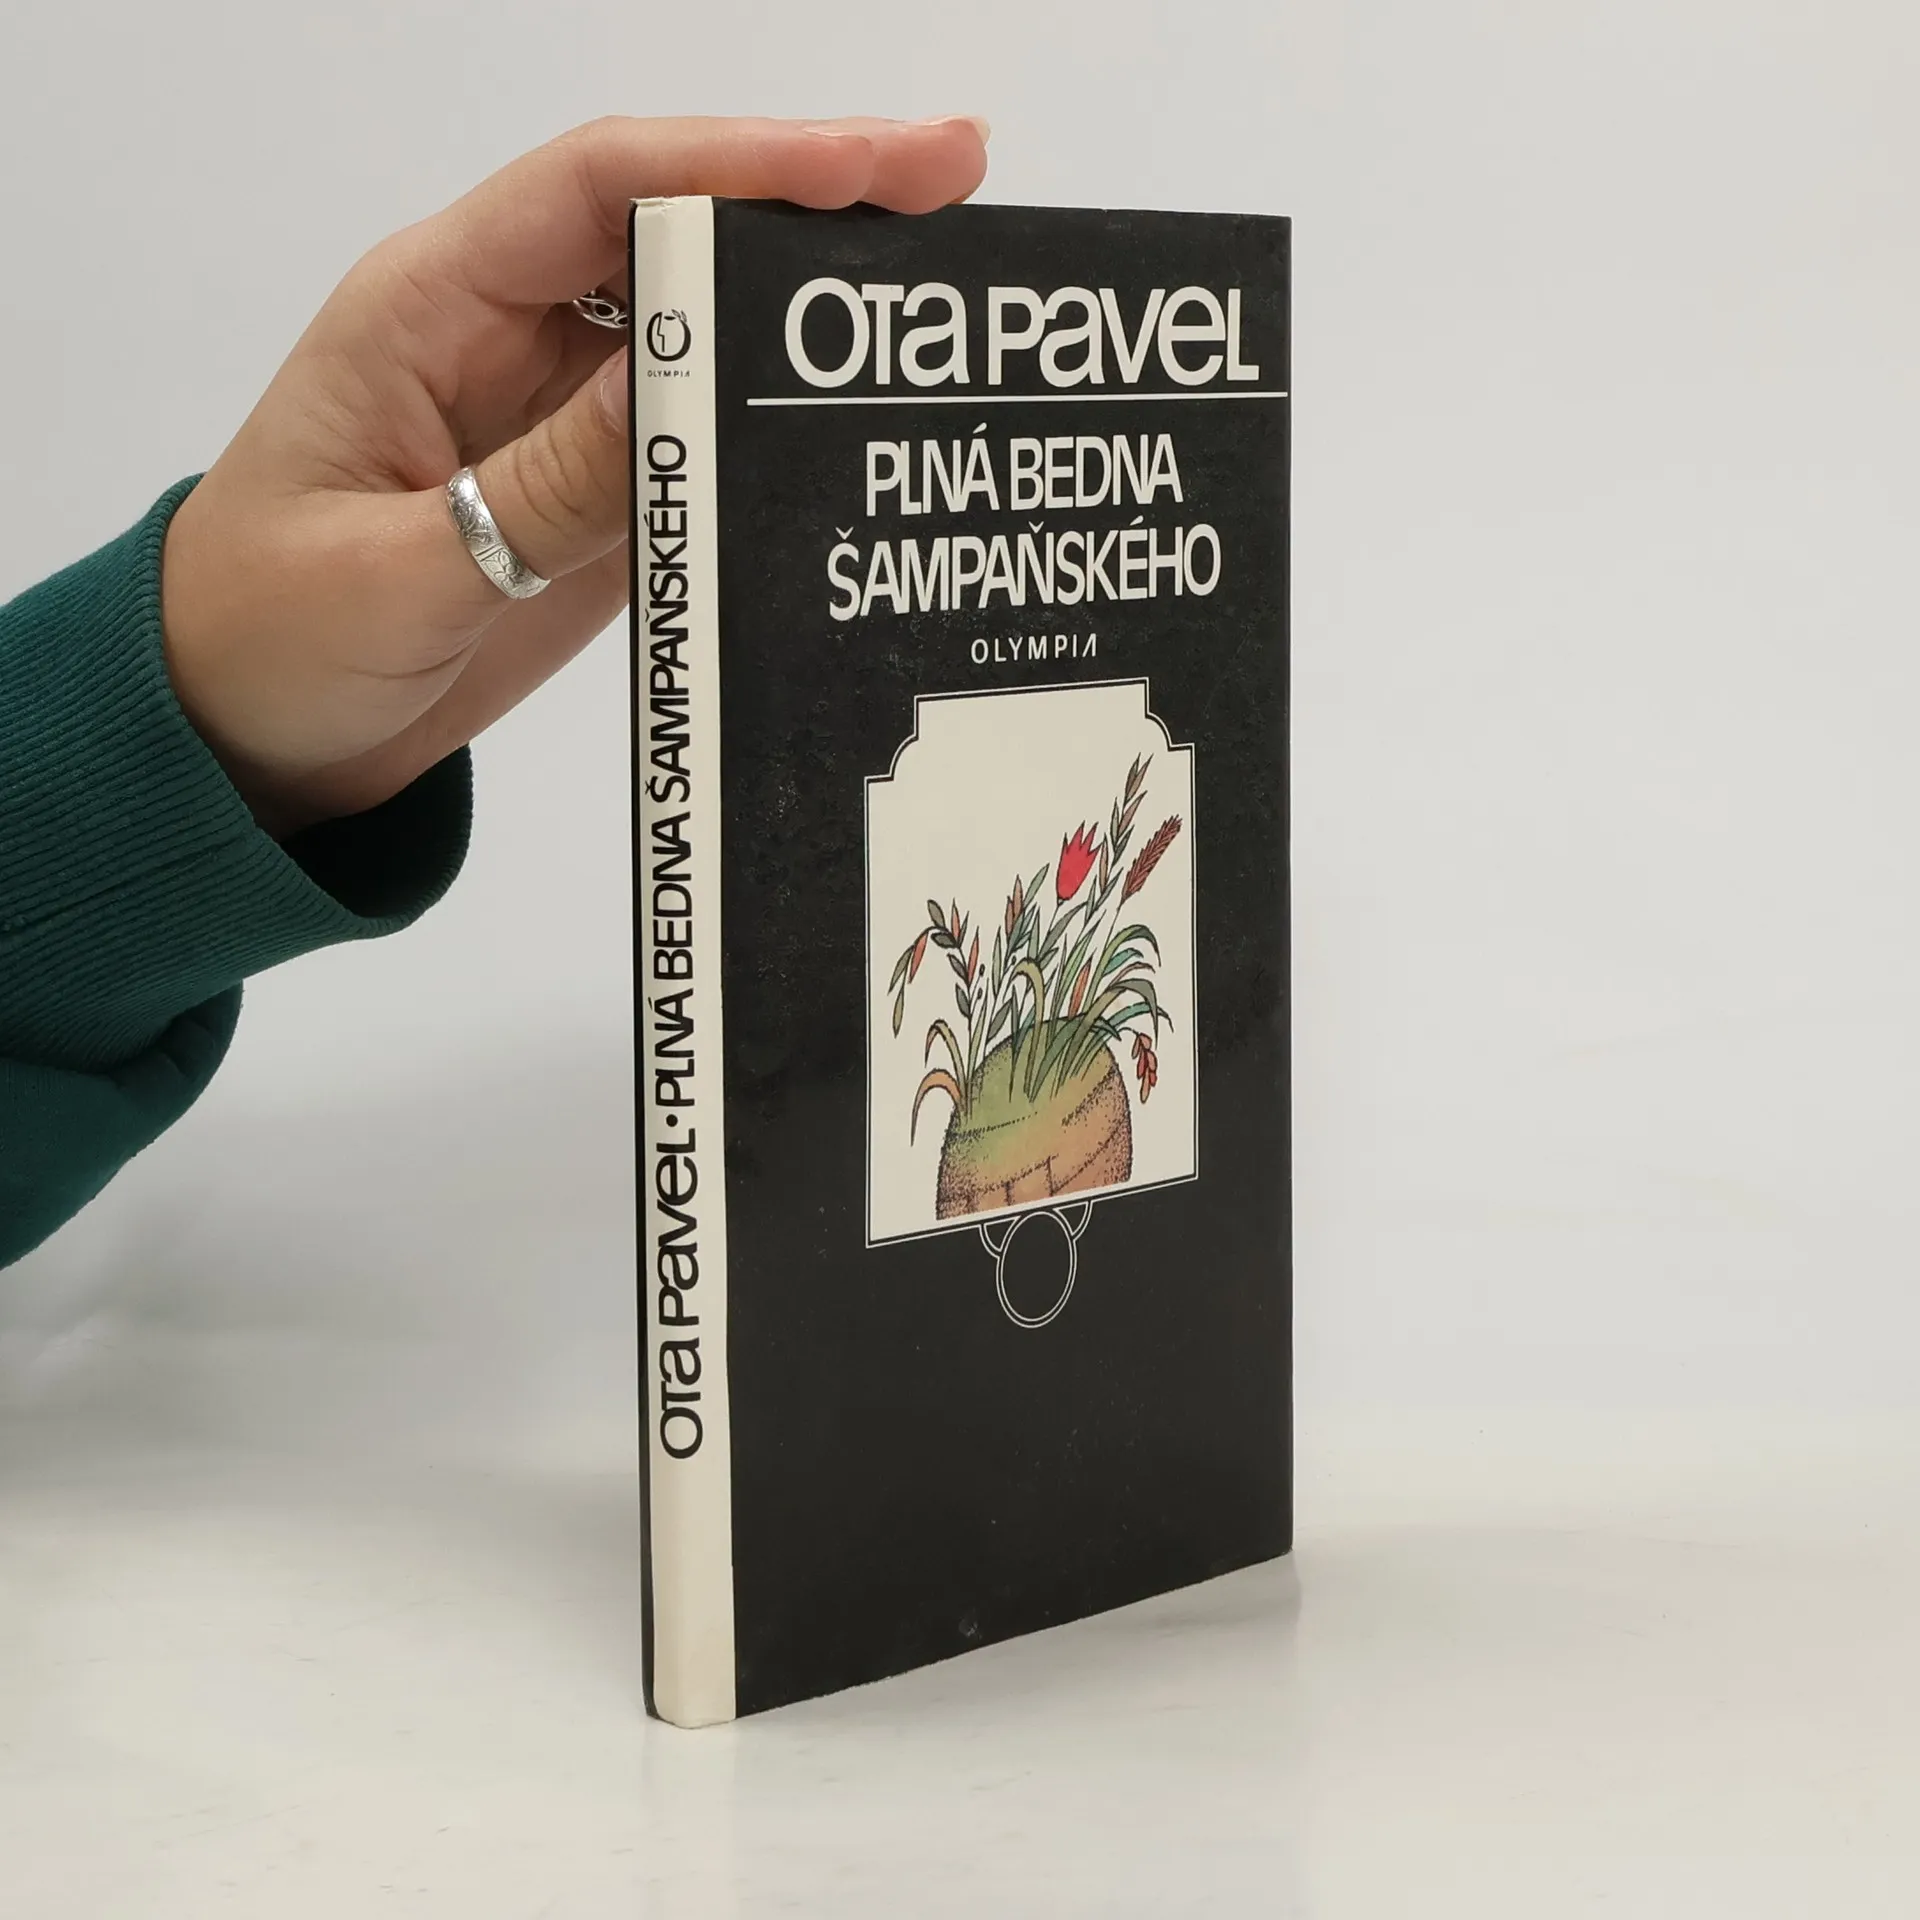 OLYMPIA
OTA PAVEL • PLNÁ BEDNA ŠAMPAŇSKÉHO
OTA PAVEL
PLNÁ BEDNA
ŠAMPAŇSKÉHO
OLYMPIA